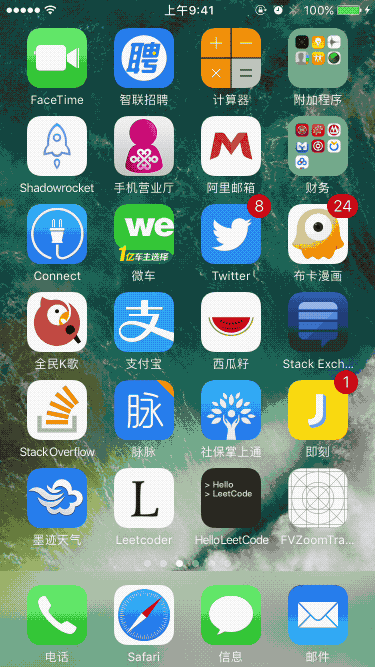 上午9:41
100%
FaceTime
聘
智联招聘
计算器
附加程序
Shadowrocket
手机营业厅
阿里邮箱
财务
Connect
we
1亿车主选择
微车
8
Twitter
24
布卡漫画
全民K歌
支
支付宝
西瓜籽
Stack Exch...
StackOverflow
脉
脉脉
社保掌上通
1
J
即刻
墨迹天气
L
Leetcoder
> Hello
> LeetCode
HelloLeetCode
FVZoomTra...
电话
Safari
信息
邮件